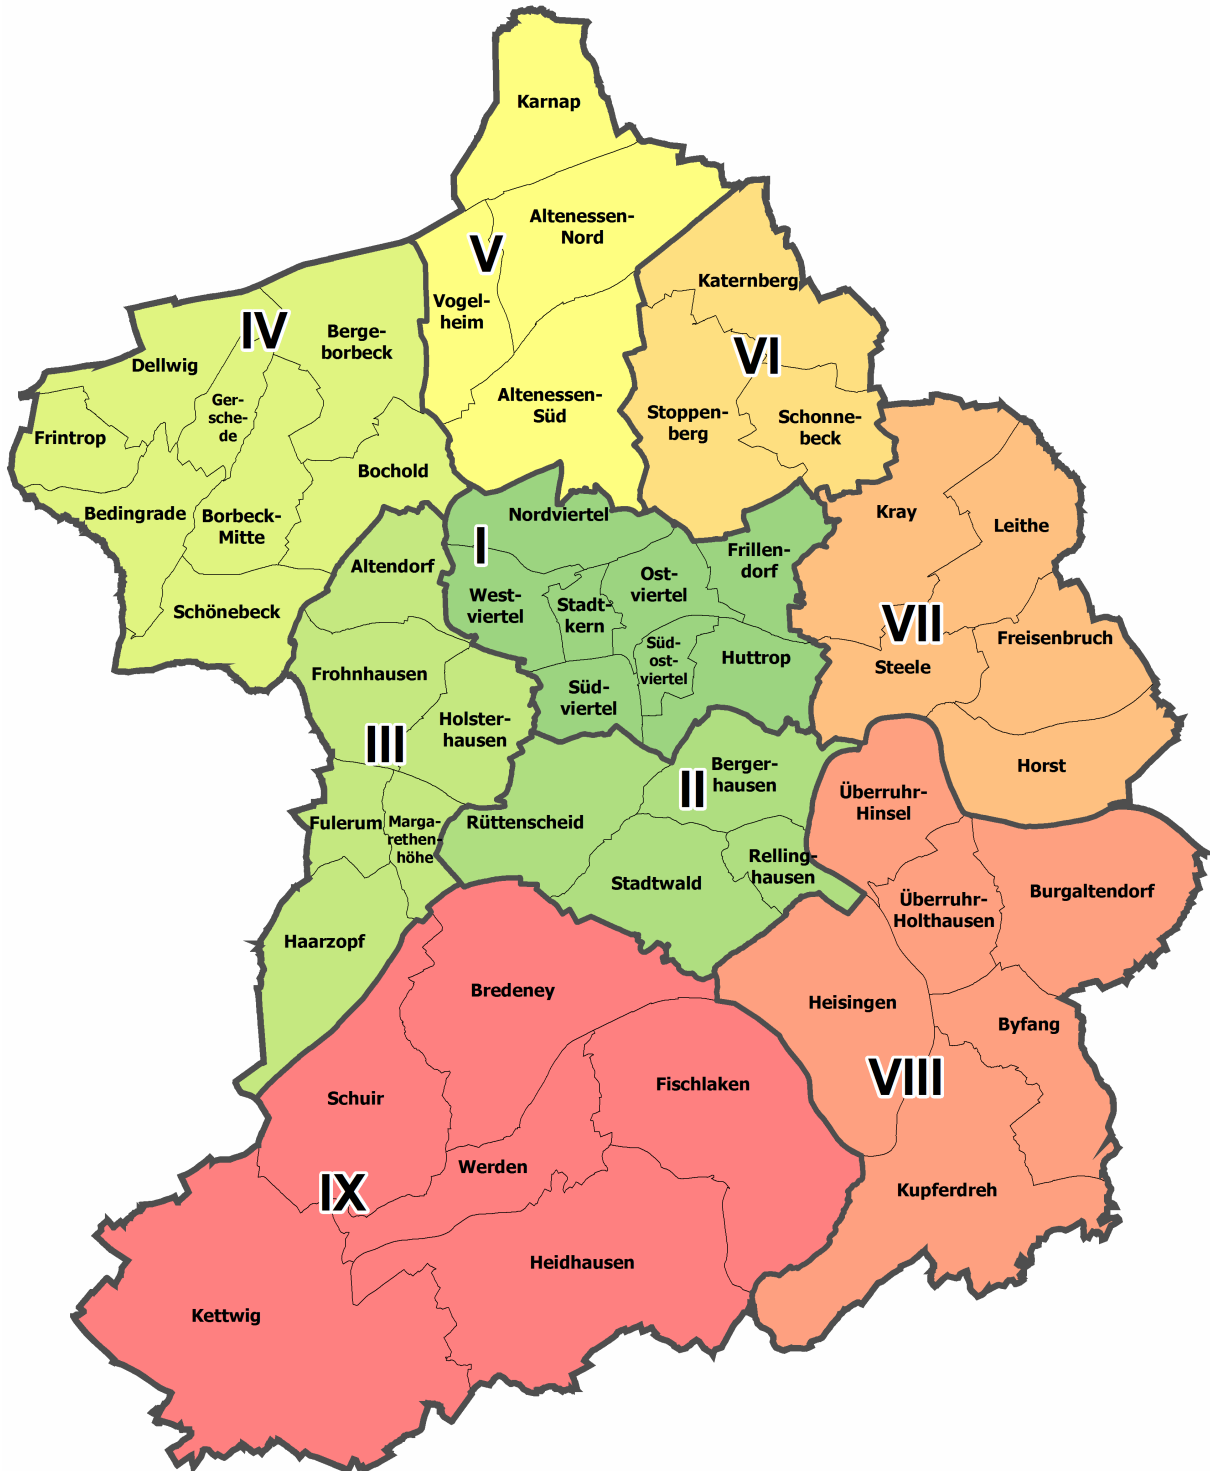 Karnap
Altenessen-
Nord
V
Vogel-
heim
Altenessen-
Süd
Katernberg
VI
Stoppen-
berg
Schonne-
beck
IV
Berge-
borbeck
Dellwig
Ger-
sche-
de
Frintrop
Bochold
Bedingrade
Borbeck-
Mitte
Schönebeck
Nordviertel
I
West-
viertel
Stadt-
kern
Ost-
viertel
Frillen-
dorf
Süd-
ost-
viertel
Huttrop
Süd-
viertel
Kray
Leithe
VII
Freisenbruch
Steele
Horst
Altendorf
Frohnhausen
Holster-
hausen
III
Fulerum
Marga-
rethen-
höhe
Haarzopf
Berger-
hausen
II
Rüttenscheid
Stadtwald
Relling-
hausen
Überruhr-
Hinsel
Überruhr-
Holthausen
Burgaltendorf
Heisingen
Byfang
VIII
Kupferdreh
Bredeney
Schuir
Fischlaken
Werden
IX
Heidhausen
Kettwig